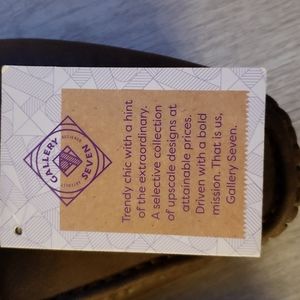 GALLERY
SEVEN
Trendy chic with a hint
of the extraordinary.
A selective collection
of upscale designs at
attainable prices.
Driven with a bold
mission. That is us,
Gallery Seven.